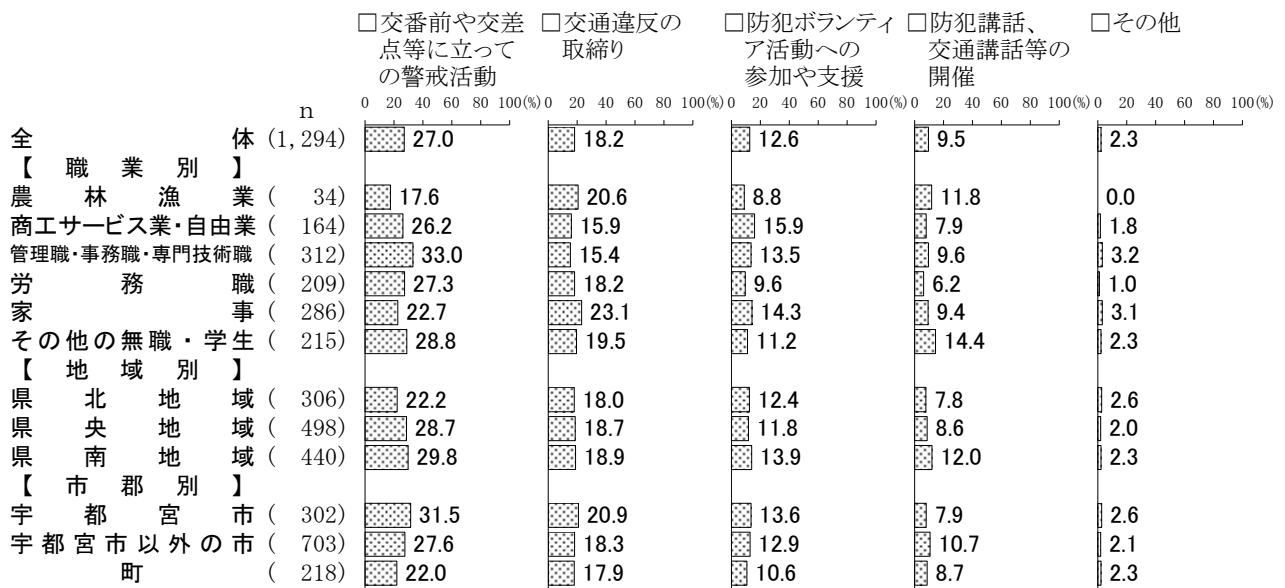 □交番前や交差 □交通違反の □防犯ボランティ □防犯講話、 □その他
点等に立って 取締り ア活動への 交通講話等の
の警戒活動 参加や支援 開催
n 0 20 40 60 80 100(%) 0 20 40 60 80 100(%) 0 20 40 60 80 100(%) 0 20 40 60 80 100(%) 0 20 40 60 80 100(%)
全体 (1,294) 27.0 18.2 12.6 9.5 2.3
【職業別】
農林漁業 ( 34) 17.6 20.6 8.8 11.8 0.0
商工サービス業・自由業 ( 164) 26.2 15.9 15.9 7.9 1.8
管理職・事務職・専門技術職 ( 312) 33.0 15.4 13.5 9.6 3.2
労務職 ( 209) 27.3 18.2 9.6 6.2 1.0
家事 ( 286) 22.7 23.1 14.3 9.4 3.1
その他の無職・学生 ( 215) 28.8 19.5 11.2 14.4 2.3
【地域別】
県北地域 ( 306) 22.2 18.0 12.4 7.8 2.6
県央地域 ( 498) 28.7 18.7 11.8 8.6 2.0
県南地域 ( 440) 29.8 18.9 13.9 12.0 2.3
【市郡別】
宇都宮市 ( 302) 31.5 20.9 13.6 7.9 2.6
宇都宮市以外の市 ( 703) 27.6 18.3 12.9 10.7 2.1
町 ( 218) 22.0 17.9 10.6 8.7 2.3